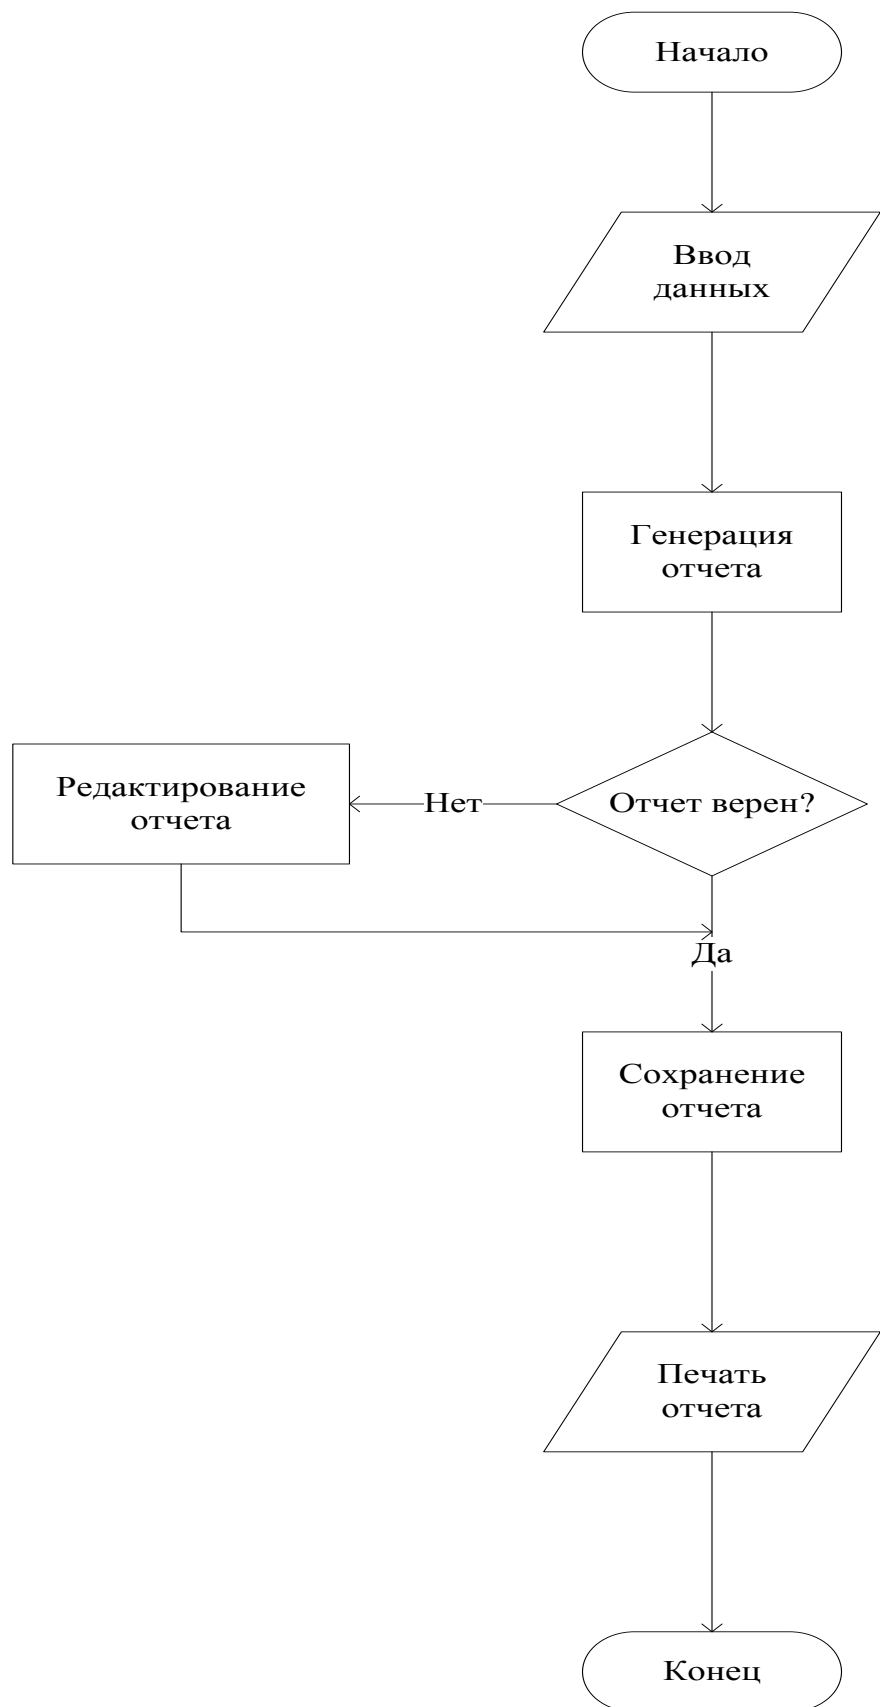 Начало
Ввод
данных
Генерация
отчета
Отчет верен?
Нет
Редактирование
отчета
Да
Сохранение
отчета
Печать
отчета
Конец